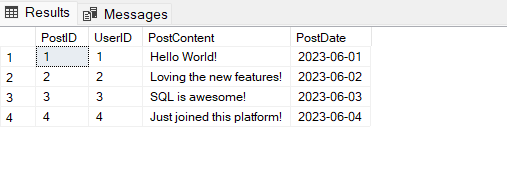 Results Messages
PostID UserID PostContent PostDate
1 1 1 Hello World! 2023-06-01
2 2 2 Loving the new features! 2023-06-02
3 3 3 SQL is awesome! 2023-06-03
4 4 4 Just joined this platform! 2023-06-04